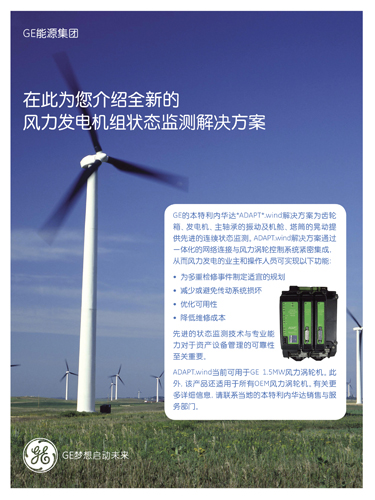 GE能源集团
在此为您介绍全新的
风力发电机组状态监测解决方案
GE的本特利内华达*ADAPT*.wind解决方案为齿轮
箱、发电机、主轴承的振动及机舱、塔筒的晃动提
供先进的连续状态监测。ADAPT.wind解决方案通过
一体化的网络连接与风力涡轮控制系统紧密集成，
从而风力发电的业主和操作人员可实现以下功能:
• 为多重检修事件制定适宜的规划
• 减少或避免传动系统损坏
• 优化可用性
• 降低维修成本
先进的状态监测技术与专业能
力对于资产设备管理的可靠性
至关重要。
ADAPT.wind当前可用于GE 1.5MW风力涡轮机。此
外，该产品还适用于所有OEM风力涡轮机。有关更
多详细信息，请联系当地的本特利内华达销售与服
务部门。
GE梦想启动未来